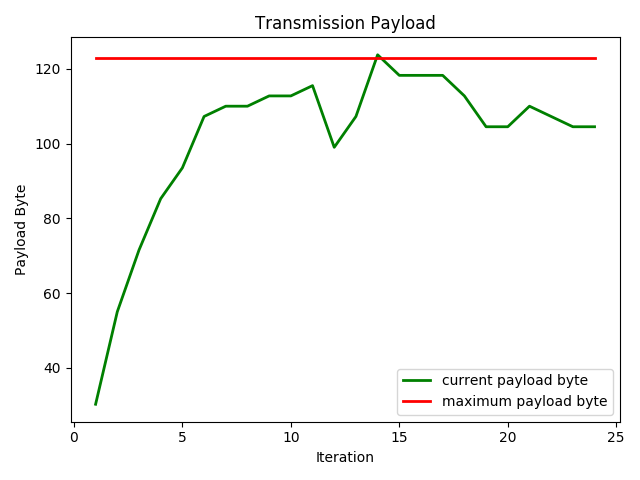 Transmission Payload
120
100
80
60
40
Payload Byte
0
5
10
15
20
25
Iteration
current payload byte
maximum payload byte